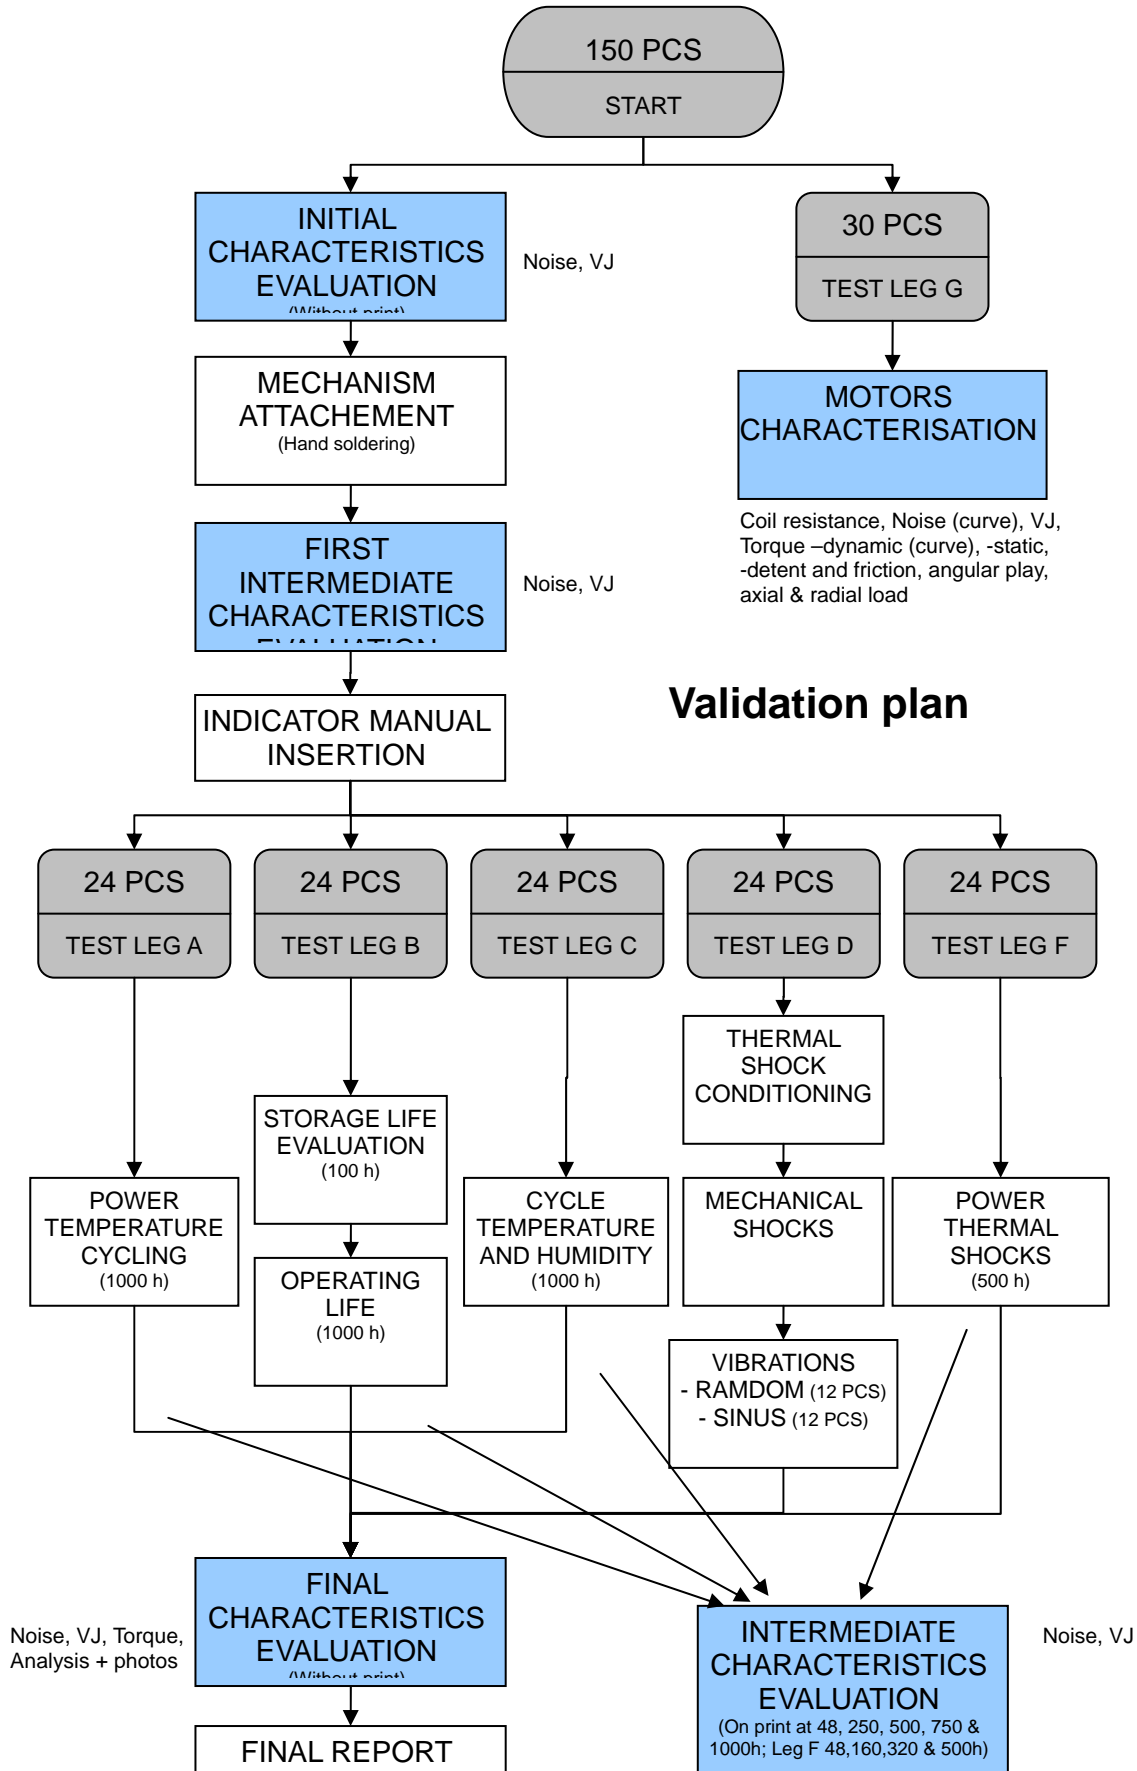 150 PCS
START
INITIAL
CHARACTERISTICS
EVALUATION
(Without print)
Noise, VJ
30 PCS
TEST LEG G
MECHANISM
ATTACHEMENT
(Hand soldering)
MOTORS
CHARACTERISATION
Coil resistance, Noise (curve), VJ,
Torque –dynamic (curve), -static,
-detent and friction, angular play,
axial & radial load
FIRST
INTERMEDIATE
CHARACTERISTICS
EVALUATION
Noise, VJ
Validation plan
INDICATOR MANUAL
INSERTION
24 PCS
TEST LEG A
24 PCS
TEST LEG B
24 PCS
TEST LEG C
24 PCS
TEST LEG D
24 PCS
TEST LEG F
THERMAL
SHOCK
CONDITIONING
STORAGE LIFE
EVALUATION
(100 h)
POWER
TEMPERATURE
CYCLING
(1000 h)
OPERATING
LIFE
(1000 h)
CYCLE
TEMPERATURE
AND HUMIDITY
(1000 h)
MECHANICAL
SHOCKS
POWER
THERMAL
SHOCKS
(500 h)
VIBRATIONS
- RAMDOM (12 PCS)
- SINUS (12 PCS)
Noise, VJ, Torque,
Analysis + photos
FINAL
CHARACTERISTICS
EVALUATION
(Without print)
INTERMEDIATE
CHARACTERISTICS
EVALUATION
(On print at 48, 250, 500, 750 &
1000h; Leg F 48,160,320 & 500h)
Noise, VJ
FINAL REPORT